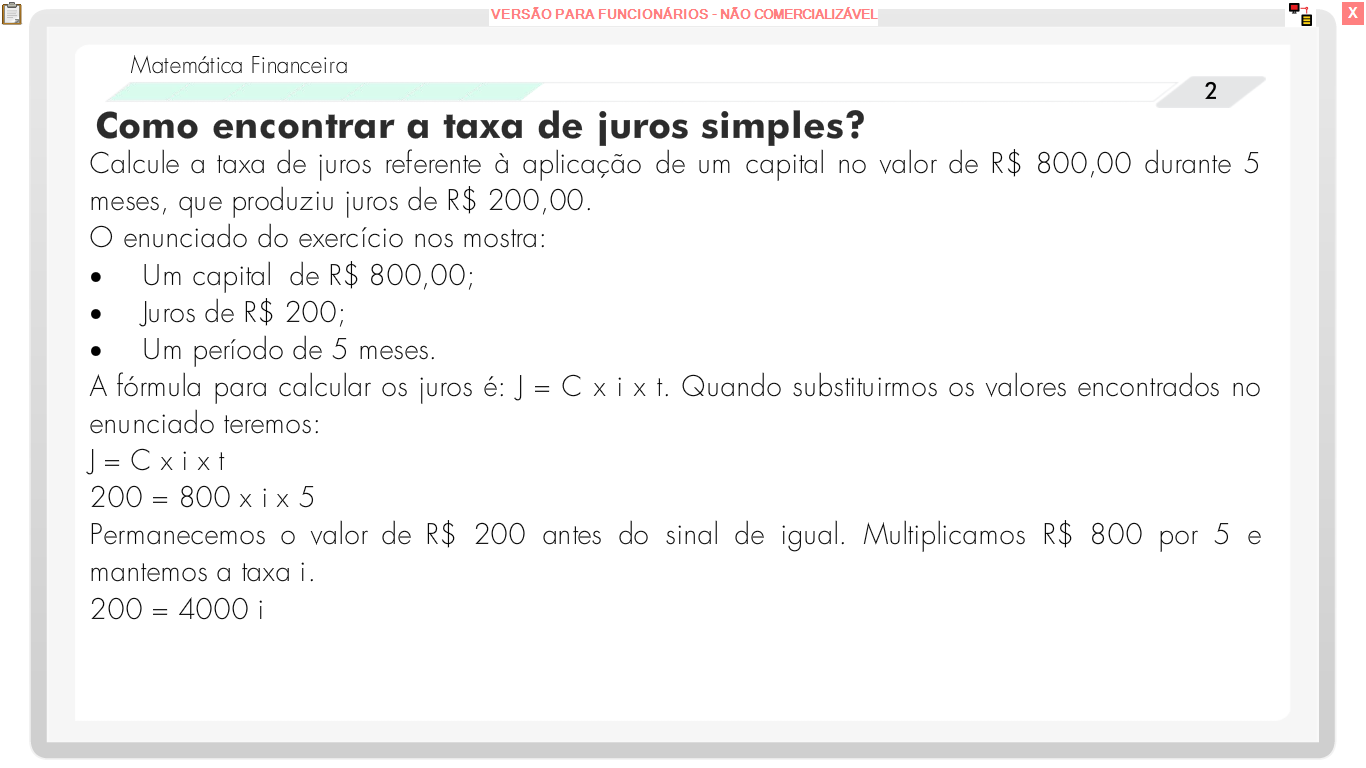 VERSÃO PARA FUNCIONÁRIOS - NÃO COMERCIALIZÁVEL
X
Matemática Financeira
2
Como encontrar a taxa de juros simples?
Calcule a taxa de juros referente à aplicação de um capital no valor de R$ 800,00 durante 5
meses, que produziu juros de R$ 200,00.
O enunciado do exercício nos mostra:
• Um capital de R$ 800,00;
• Juros de R$ 200;
• Um período de 5 meses.
A fórmula para calcular os juros é: J = C x i x t. Quando substituirmos os valores encontrados no
enunciado teremos:
J = C x i x t
200 = 800 x i x 5
Permanecemos o valor de R$ 200 antes do sinal de igual. Multiplicamos R$ 800 por 5 e
mantemos a taxa i.
200 = 4000 i